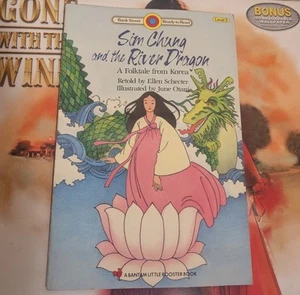 GONE
WITH THE
WIND
BONUS
Bank Street Ready-to-Read
Level 3
Sim Chung
and the River Dragon
A Folktale from Korea
Retold by Ellen Schecter
Illustrated by June Otani
A BANTAM LITTLE ROOSTER BOOK